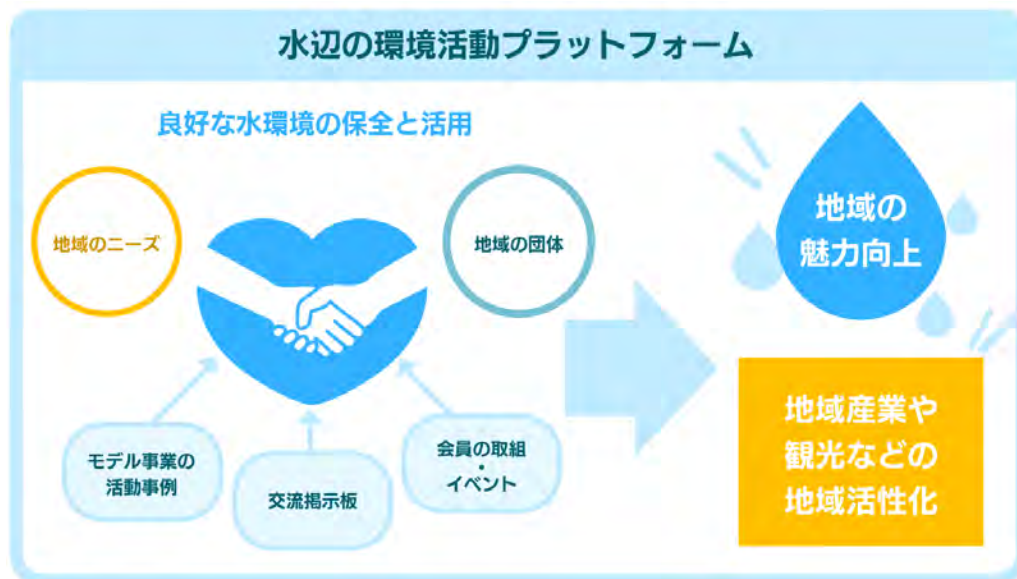 水辺の環境活動プラットフォーム
良好な水環境の保全と活用
地域のニーズ
地域の団体
モデル事業の
活動事例
交流掲示板
会員の取組
・
イベント
地域の
魅力向上
地域産業や
観光などの
地域活性化